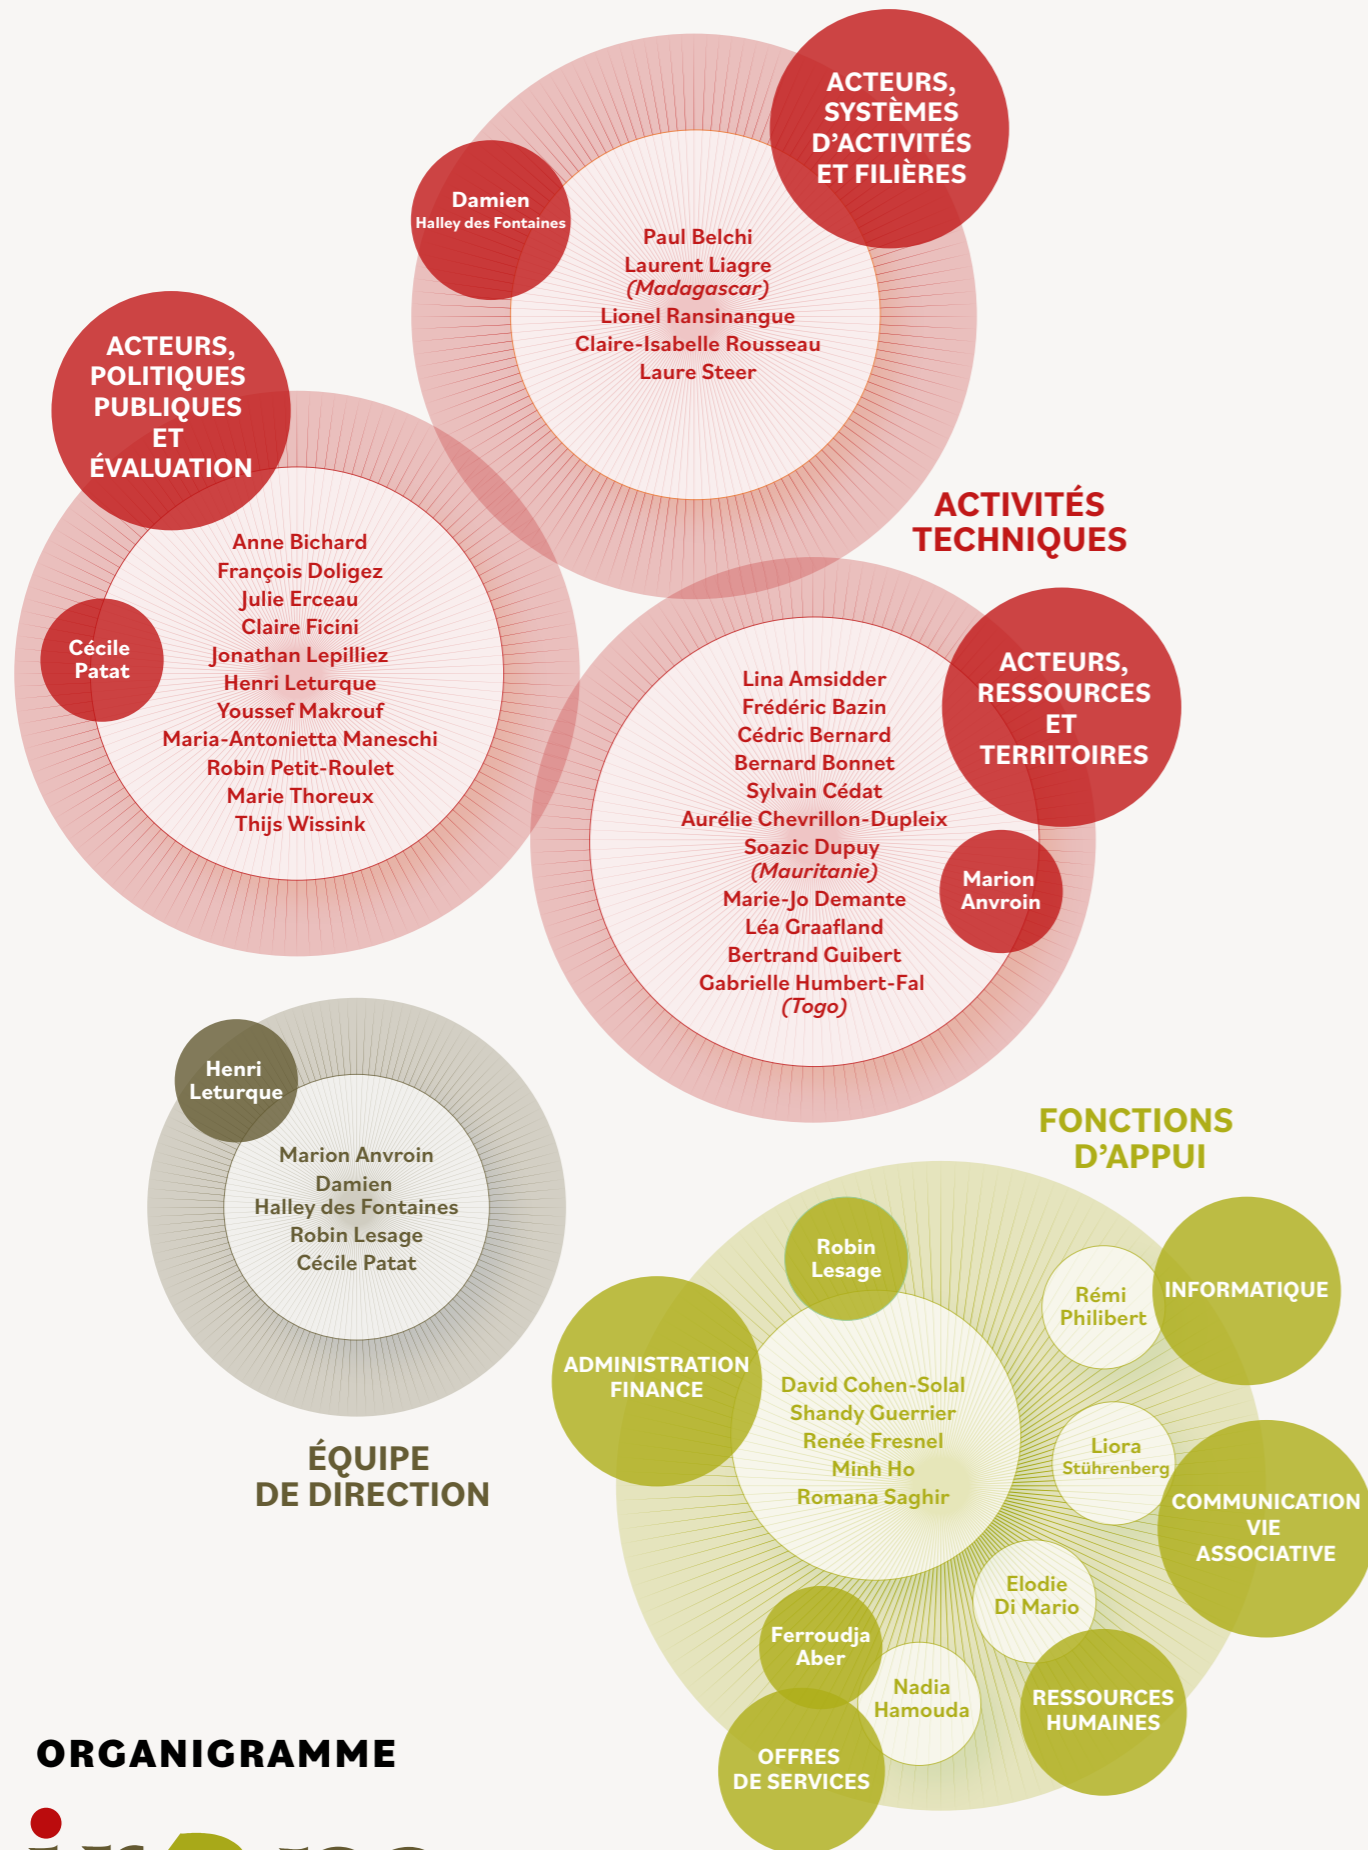 ACTEURS,
SYSTÈMES
D'ACTIVITÉS
ET FILIÈRES
Damien
Halley des Fontaines
Paul Belchi
Laurent Liagre
(Madagascar)
Lionel Ransinangue
Claire-Isabelle Rousseau
Laure Steer
ACTEURS,
POLITIQUES
PUBLIQUES
ET
ÉVALUATION
Cécile
Patat
Anne Bichard
François Doligez
Julie Erceau
Claire Ficini
Jonathan Lepilliez
Henri Leturque
Youssef Makrouf
Maria-Antonietta Maneschi
Robin Petit-Roulet
Marie Thoreux
Thijs Wissink
ACTIVITÉS
TECHNIQUES
ACTEURS,
RESSOURCES
ET
TERRITOIRES
Lina Amsidder
Frédéric Bazin
Cédric Bernard
Bernard Bonnet
Sylvain Cédat
Aurélie Chevrillon-Dupleix
Soazic Dupuy
(Mauritanie)
Marie-Jo Demante
Léa Graafland
Bertrand Guibert
Gabrielle Humbert-Fal
(Togo)
Marion
Anvroin
Henri
Leturque
Marion Anvroin
Damien
Halley des Fontaines
Robin Lesage
Cécile Patat
ÉQUIPE
DE DIRECTION
FONCTIONS
D'APPUI
Robin
Lesage
ADMINISTRATION
FINANCE
David Cohen-Solal
Shandy Guerrier
Renée Fresnel
Minh Ho
Romana Saghir
Rémi
Philibert
INFORMATIQUE
Liora
Stührenberg
COMMUNICATION
VIE
ASSOCIATIVE
Elodie
Di Mario
RESSOURCES
HUMAINES
Ferroudja
Aber
Nadia
Hamouda
OFFRES
DE SERVICES
ORGANIGRAMME